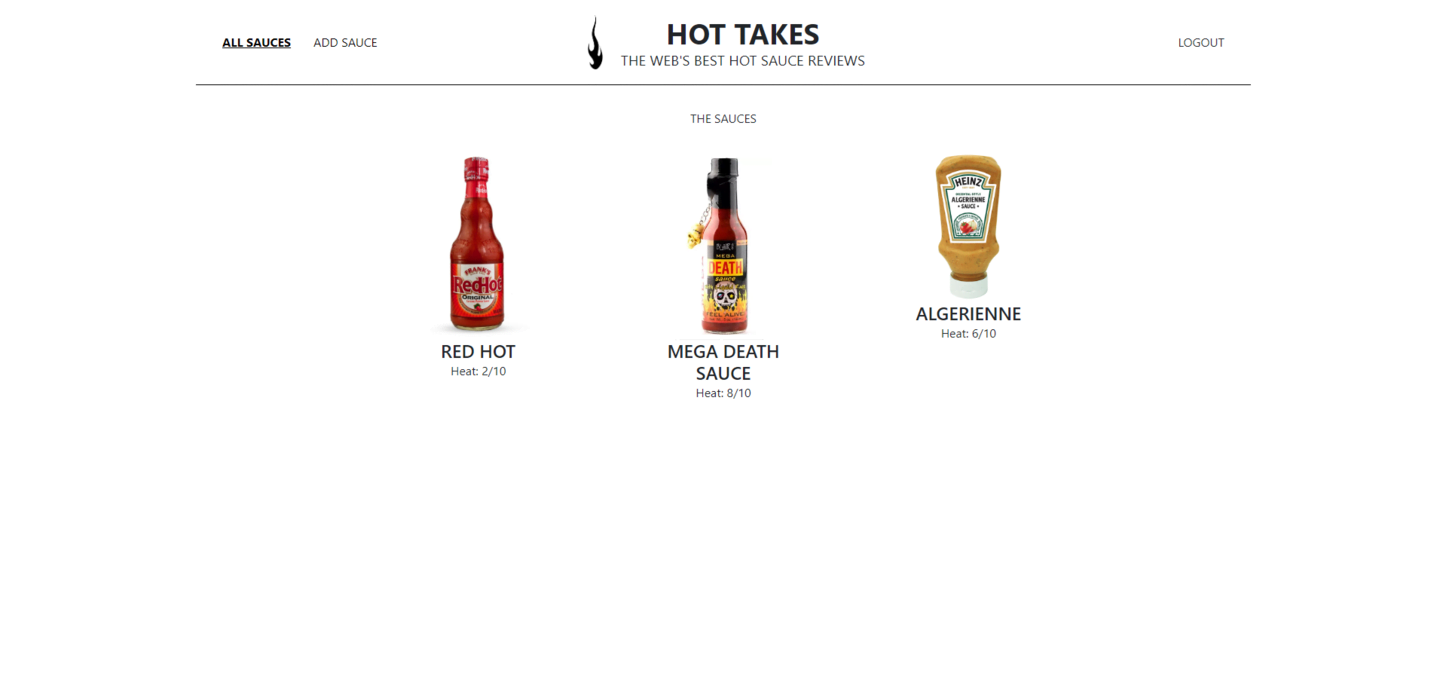 ALL SAUCES
ADD SAUCE
HOT TAKES
THE WEB'S BEST HOT SAUCE REVIEWS
LOGOUT
THE SAUCES
FRANK'S
RedHot
ORIGINAL
RED HOT
Heat: 2/10
MEGA
DEATH
sauce
FEEL ALIVE
MEGA DEATH
SAUCE
Heat: 8/10
HEINZ
ALGERIENNE
SAUCE
ALGERIENNE
Heat: 6/10